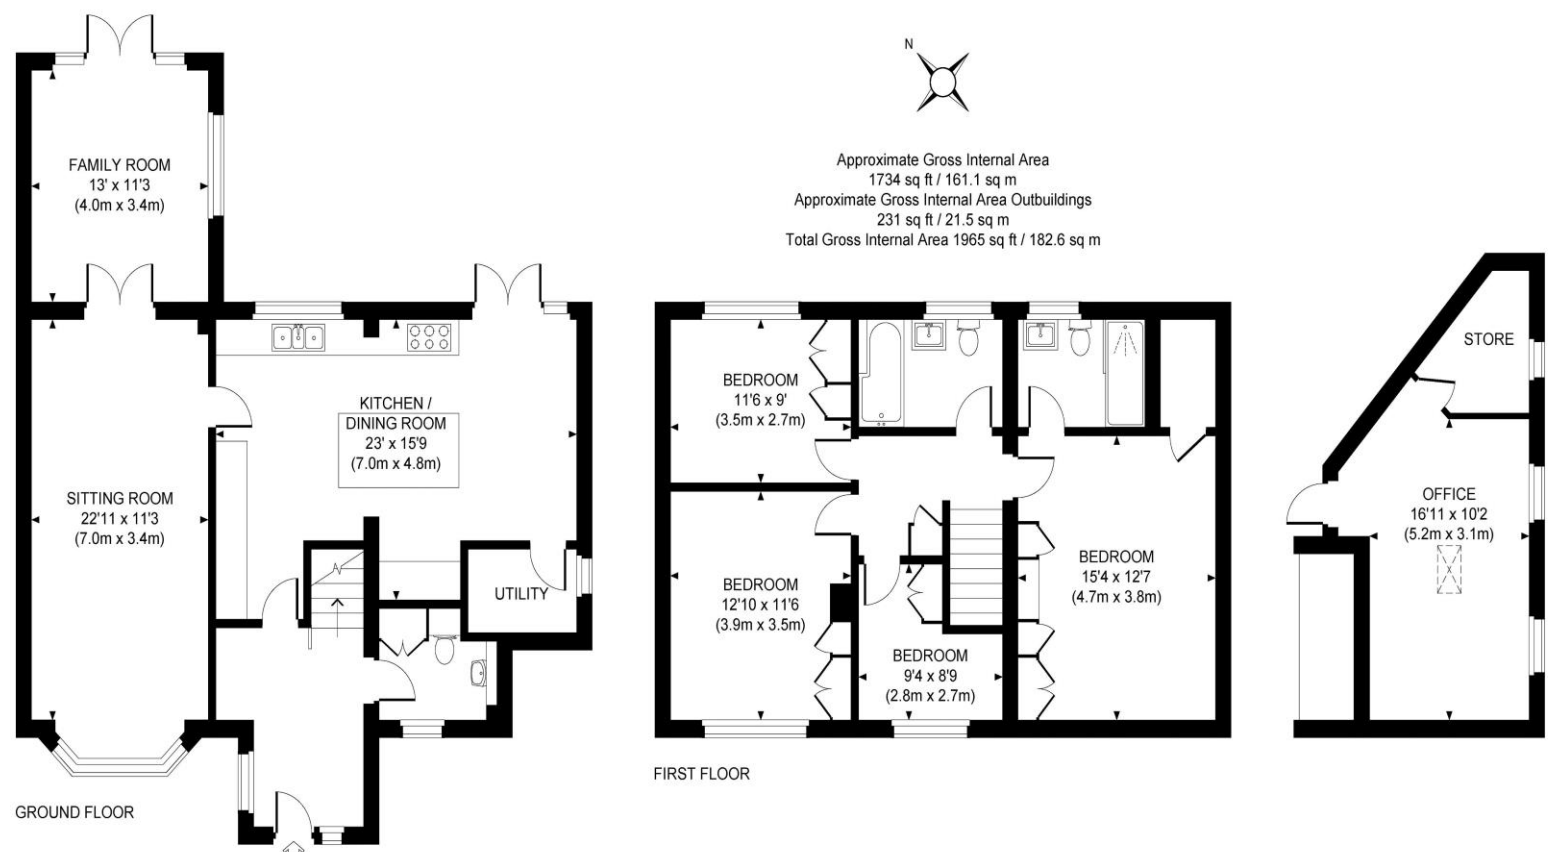 N
Approximate Gross Internal Area
1734 sq ft / 161.1 sq m
Approximate Gross Internal Area Outbuildings
231 sq ft / 21.5 sq m
Total Gross Internal Area 1965 sq ft / 182.6 sq m
FAMILY ROOM
13' x 11'3
(4.0m x 3.4m)
KITCHEN /
DINING ROOM
23' x 15'9
(7.0m x 4.8m)
SITTING ROOM
22'11 x 11'3
(7.0m x 3.4m)
UTILITY
GROUND FLOOR
BEDROOM
11'6 x 9'
(3.5m x 2.7m)
BEDROOM
12'10 x 11'6
(3.9m x 3.5m)
BEDROOM
9'4 x 8'9
(2.8m x 2.7m)
BEDROOM
15'4 x 12'7
(4.7m x 3.8m)
FIRST FLOOR
STORE
OFFICE
16'11 x 10'2
(5.2m x 3.1m)